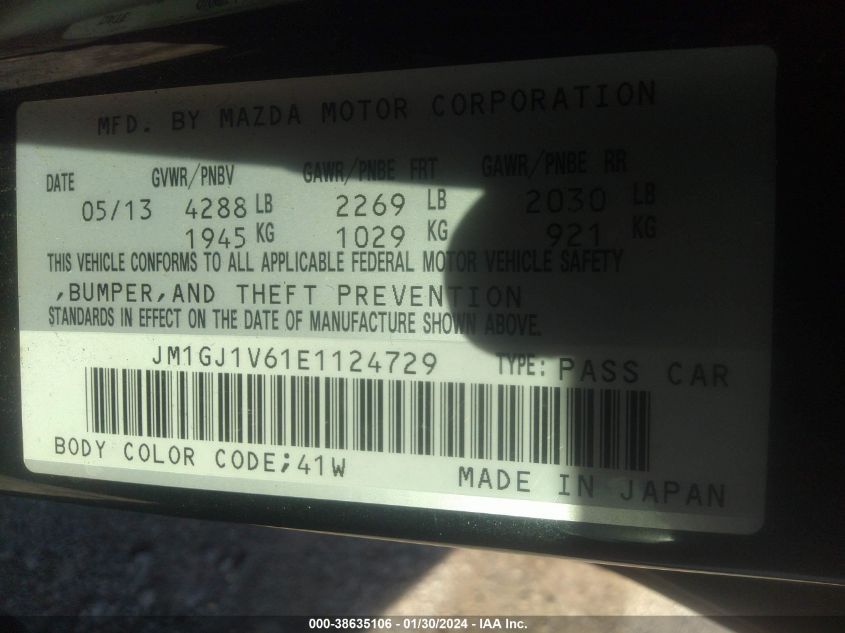 MFD. BY MAZDA MOTOR CORPORATION
DATE GVWR/PNBV GAWR/PNBE FRT GAWR/PNBE RR
05/13 4288 LB 2269 LB 2030 LB
1945 KG 1029 KG 921 KG
THIS VEHICLE CONFORMS TO ALL APPLICABLE FEDERAL MOTOR VEHICLE SAFETY
,BUMPER,AND THEFT PREVENTION
STANDARDS IN EFFECT ON THE DATE OF MANUFACTURE SHOWN ABOVE.
JM1GJ1V61E1124729 TYPE: PASS CAR
BODY COLOR CODE;41W
MADE IN JAPAN
000-38635106 - 01/30/2024 - IAA Inc.